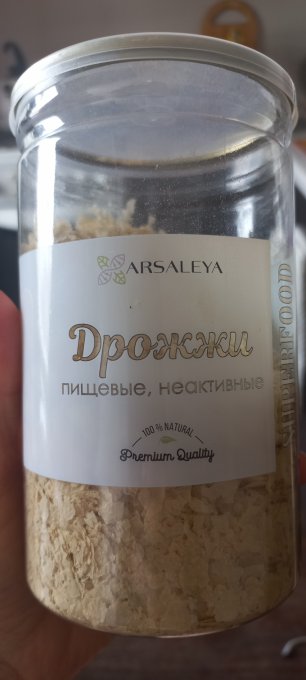 ARSALEYA
Дрожжи
пищевые, неактивные
100 % NATURAL
Premium Quality
SUPERFOOD